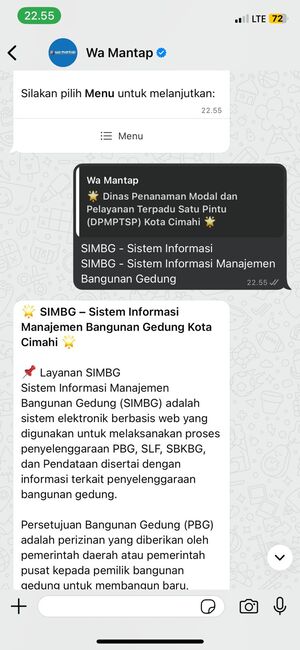 22.55
LTE 72
Wa Mantap
Silakan pilih Menu untuk melanjutkan:
22.55
Menu
Wa Mantap
🌟 Dinas Penanaman Modal dan
Pelayanan Terpadu Satu Pintu
(DPMPTSP) Kota Cimahi 🌟
SIMBG - Sistem Informasi
SIMBG - Sistem Informasi Manajemen
Bangunan Gedung
22.55
🌟 SIMBG – Sistem Informasi
Manajemen Bangunan Gedung Kota
Cimahi 🌟
📌 Layanan SIMBG
Sistem Informasi Manajemen
Bangunan Gedung (SIMBG) adalah
sistem elektronik berbasis web yang
digunakan untuk melaksanakan proses
penyelenggaraan PBG, SLF, SBKBG,
dan Pendataan disertai dengan
informasi terkait penyelenggaraan
bangunan gedung.
Persetujuan Bangunan Gedung (PBG)
adalah perizinan yang diberikan oleh
pemerintah daerah atau pemerintah
pusat kepada pemilik bangunan
gedung untuk membangun baru,